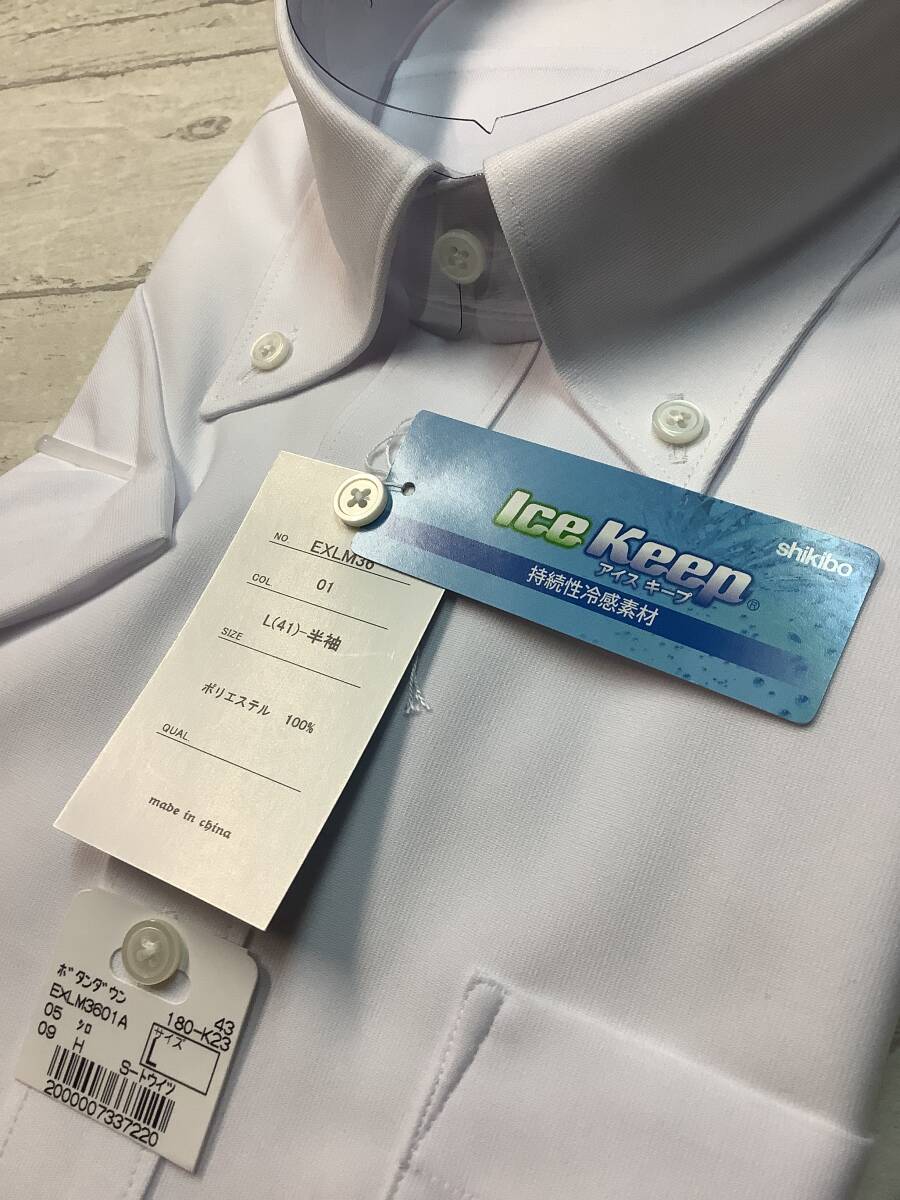 Ice Keep®
アイス キープ
持続性冷感素材
shikibo
NO. EXLM36
COL. 01
SIZE L(41)-半袖
ポリエステル 100%
QUAL.
made in china
ボタンダウン 43
EXLM3601A 180-K23
05 シロ サイズ
09 H L
S-トウイツ
2000007337220